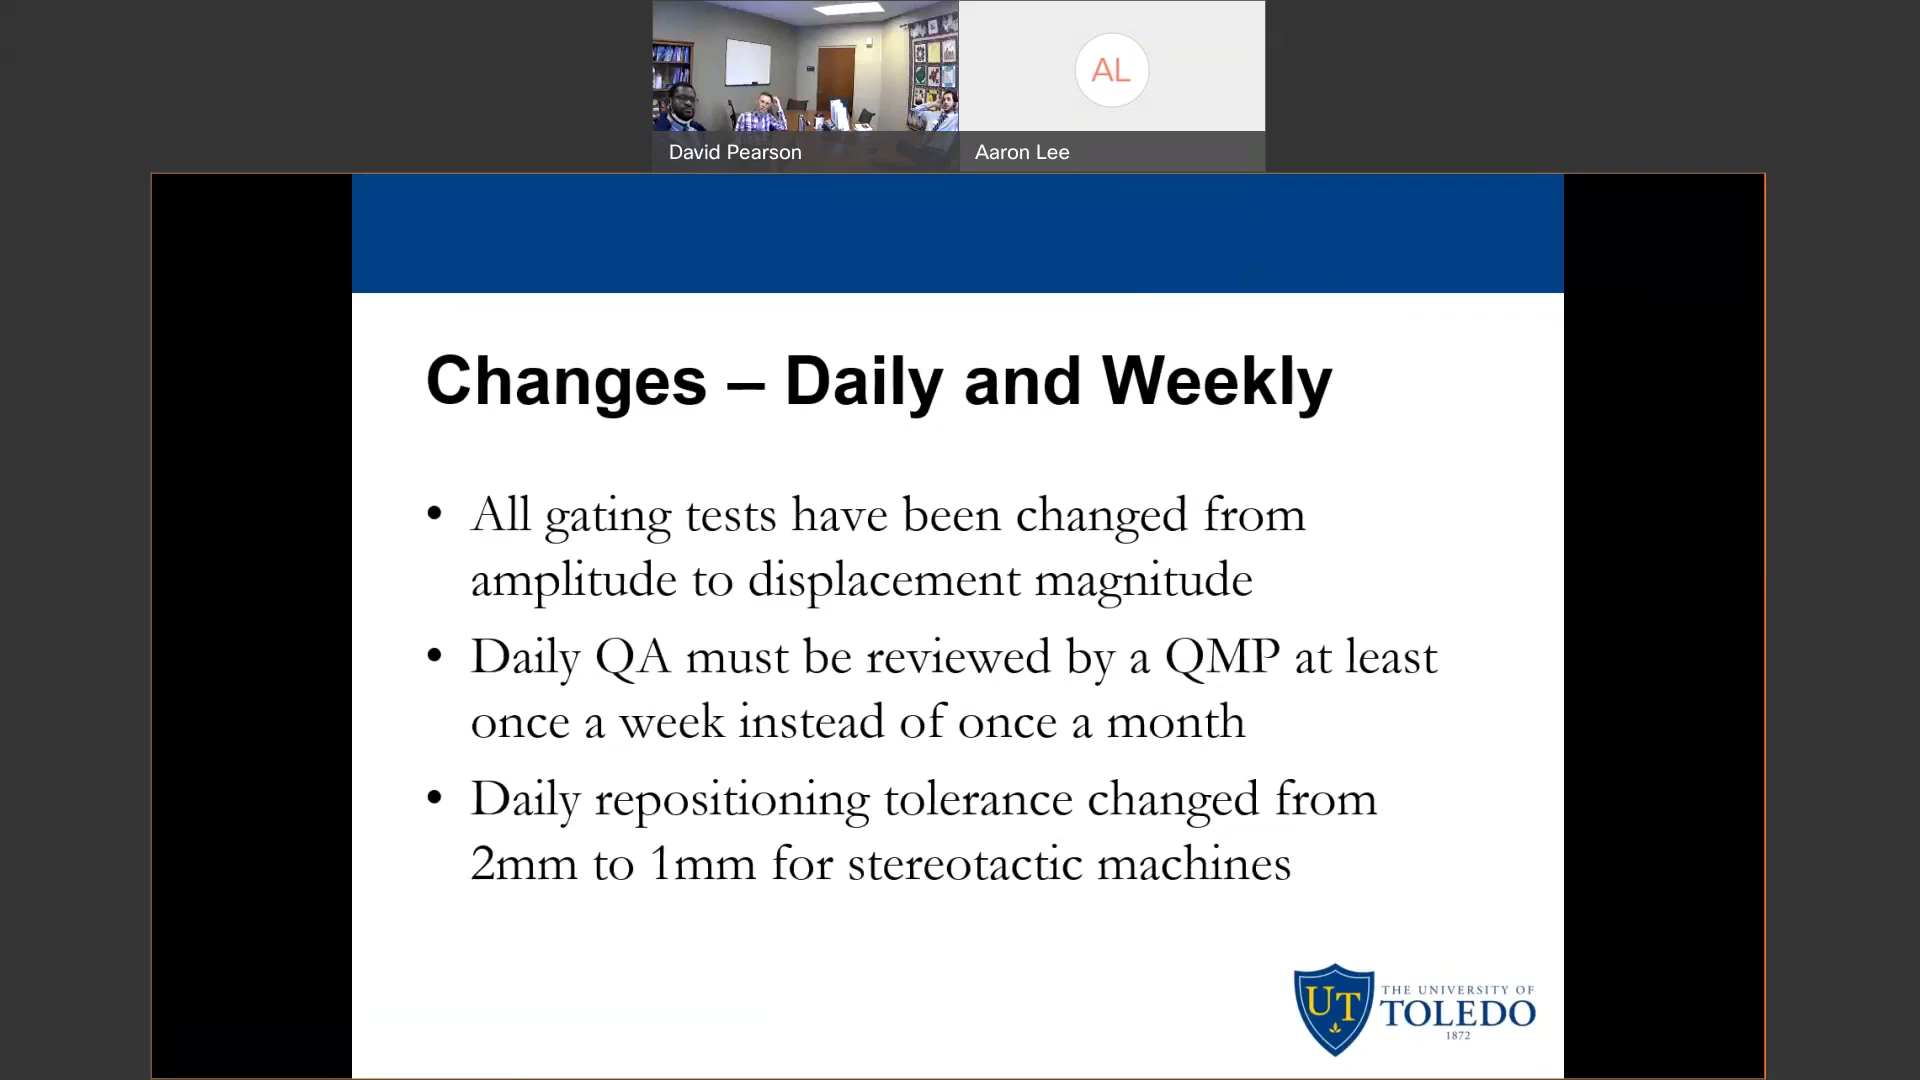 AL
David Pearson
Aaron Lee
Changes – Daily and Weekly
• All gating tests have been changed from
amplitude to displacement magnitude
• Daily QA must be reviewed by a QMP at least
once a week instead of once a month
• Daily repositioning tolerance changed from
2mm to 1mm for stereotactic machines
UT
THE UNIVERSITY OF
TOLEDO
1872